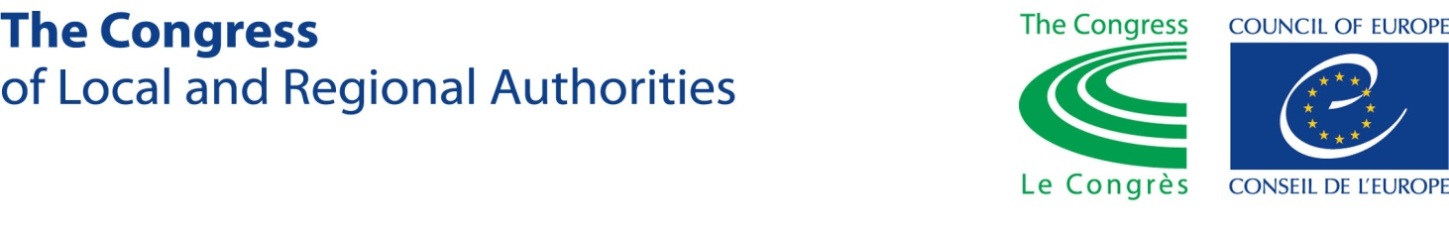 The Congress
of Local and Regional Authorities
The Congress
Le Congrès
COUNCIL OF EUROPE
CONSEIL DE L'EUROPE